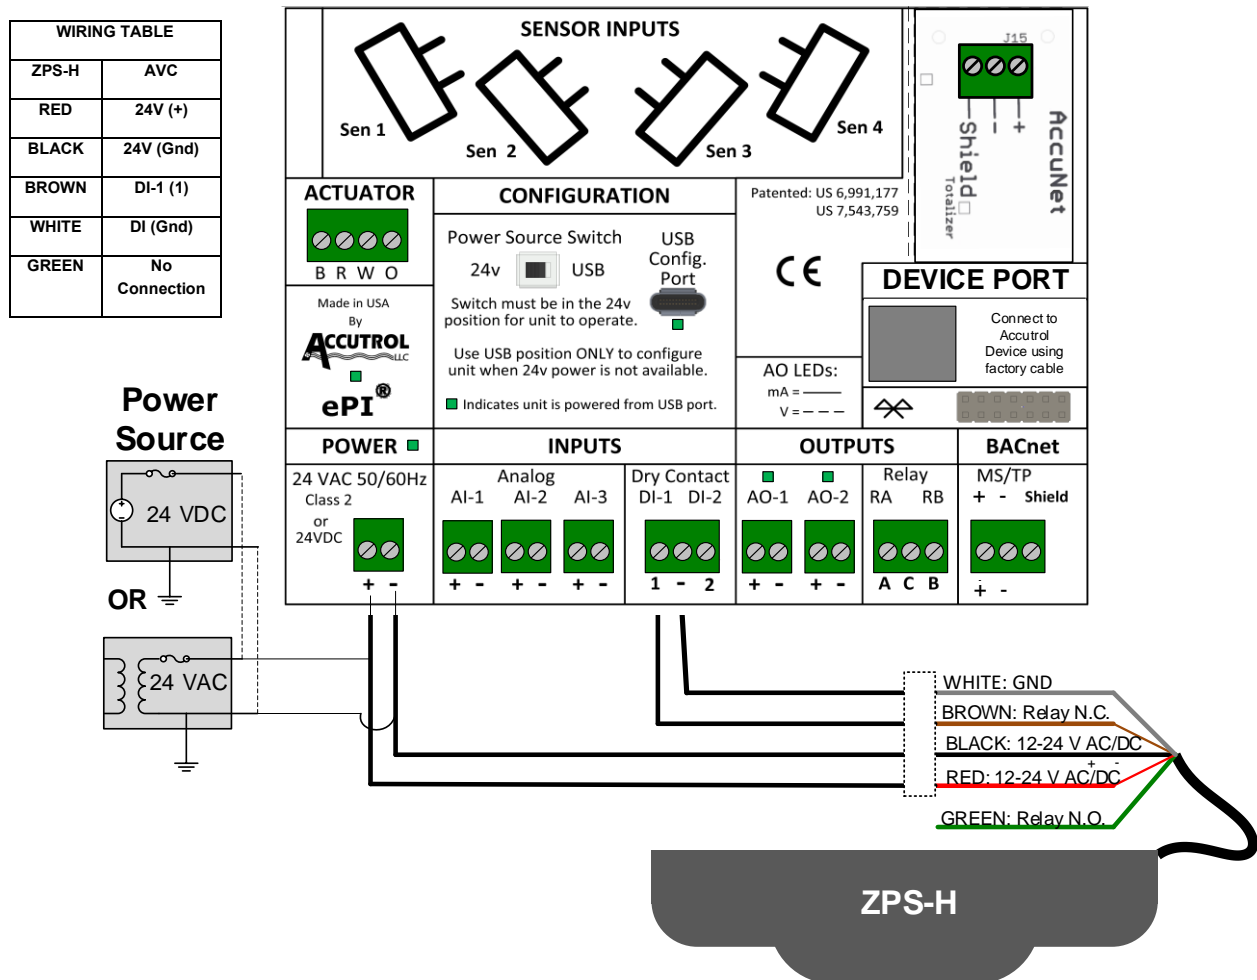 WIRING TABLE
ZPS-H AVC
RED 24V (+)
BLACK 24V (Gnd)
BROWN DI-1 (1)
WHITE DI (Gnd)
GREEN No
Connection
SENSOR INPUTS
Sen 1
Sen 2
Sen 3
Sen 4
J15
Shield - +
Totalizer
AccuNet
ACTUATOR
B R W O
Made in USA
By
ACCUTROL
LLC
ePI®
CONFIGURATION
Power Source Switch
24v USB
USB
Config.
Port
Switch must be in the 24v
position for unit to operate.
Use USB position ONLY to configure
unit when 24v power is not available.
Indicates unit is powered from USB port.
Patented: US 6,991,177
US 7,543,759
CE
AO LEDs:
mA =
V =
DEVICE PORT
Connect to
Accutrol
Device using
factory cable
POWER
24 VAC 50/60Hz
Class 2
or
24VDC
+ -
INPUTS
Analog
AI-1 AI-2 AI-3
+ - + - + -
Dry Contact
DI-1 DI-2
1 - 2
OUTPUTS
AO-1 AO-2
+ - + -
Relay
RA RB
A C B
BACnet
MS/TP
+ - Shield
+ -
Power
Source
24 VDC
OR
24 VAC
WHITE: GND
BROWN: Relay N.C.
BLACK: 12-24 V AC/DC
+ -
RED: 12-24 V AC/DC
GREEN: Relay N.O.
ZPS-H